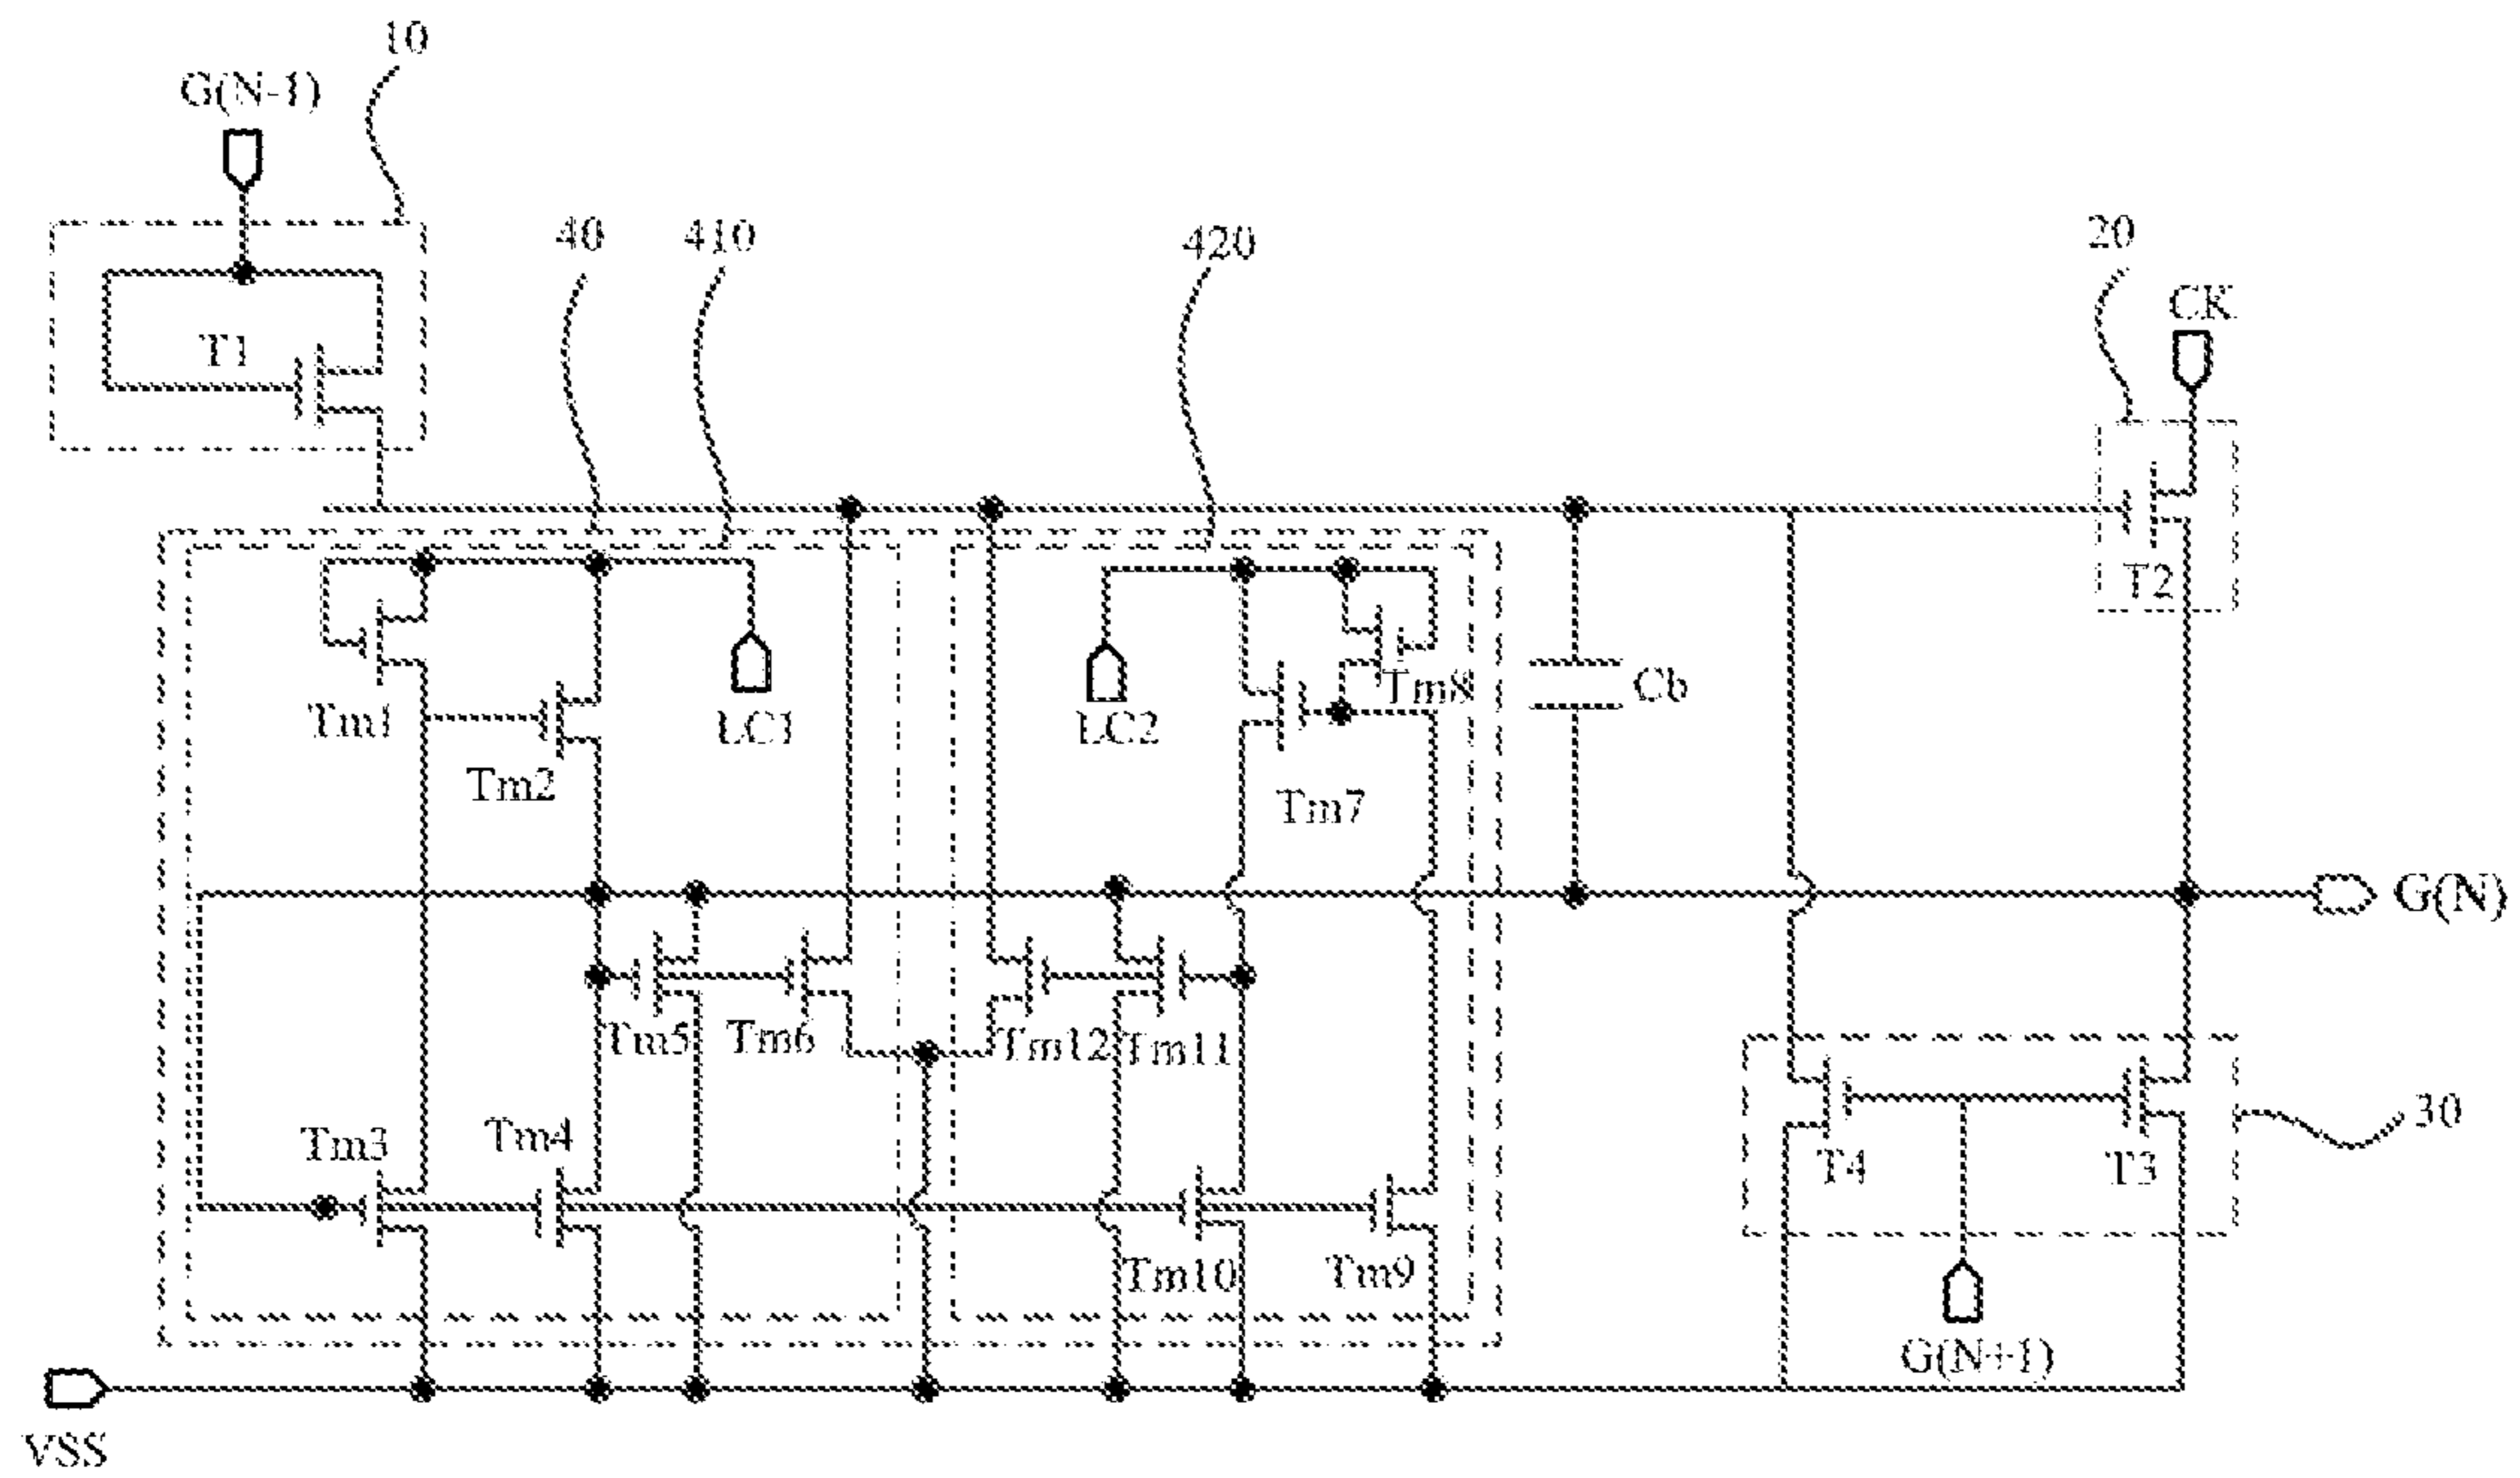 10
G(N-1)
40
410
420
20
CK
T1
T2
Tm1
LC1
LC2
Tm8
Cb
Tm2
Tm7
G(N)
Tm5
Tm6
Tm12
Tm11
Tm3
Tm4
T4
T3
30
Tm10
Tm9
G(N+1)
VSS